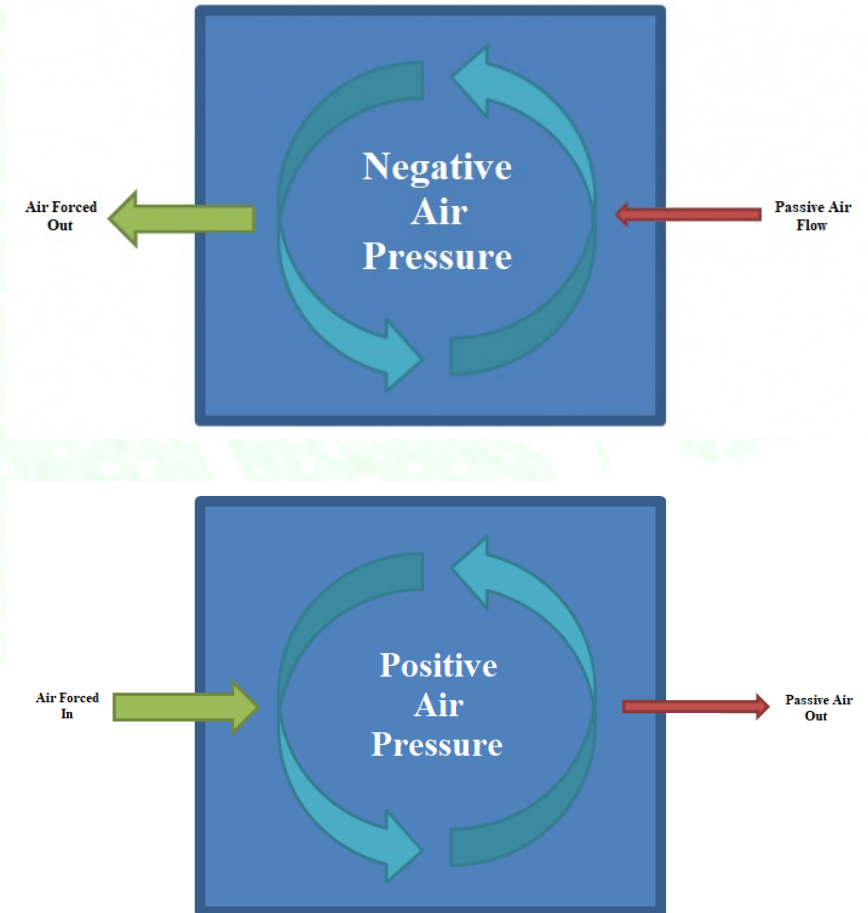 Negative
Air
Pressure
Air Forced
Out
Passive Air
Flow
Positive
Air
Pressure
Air Forced
In
Passive Air
Out